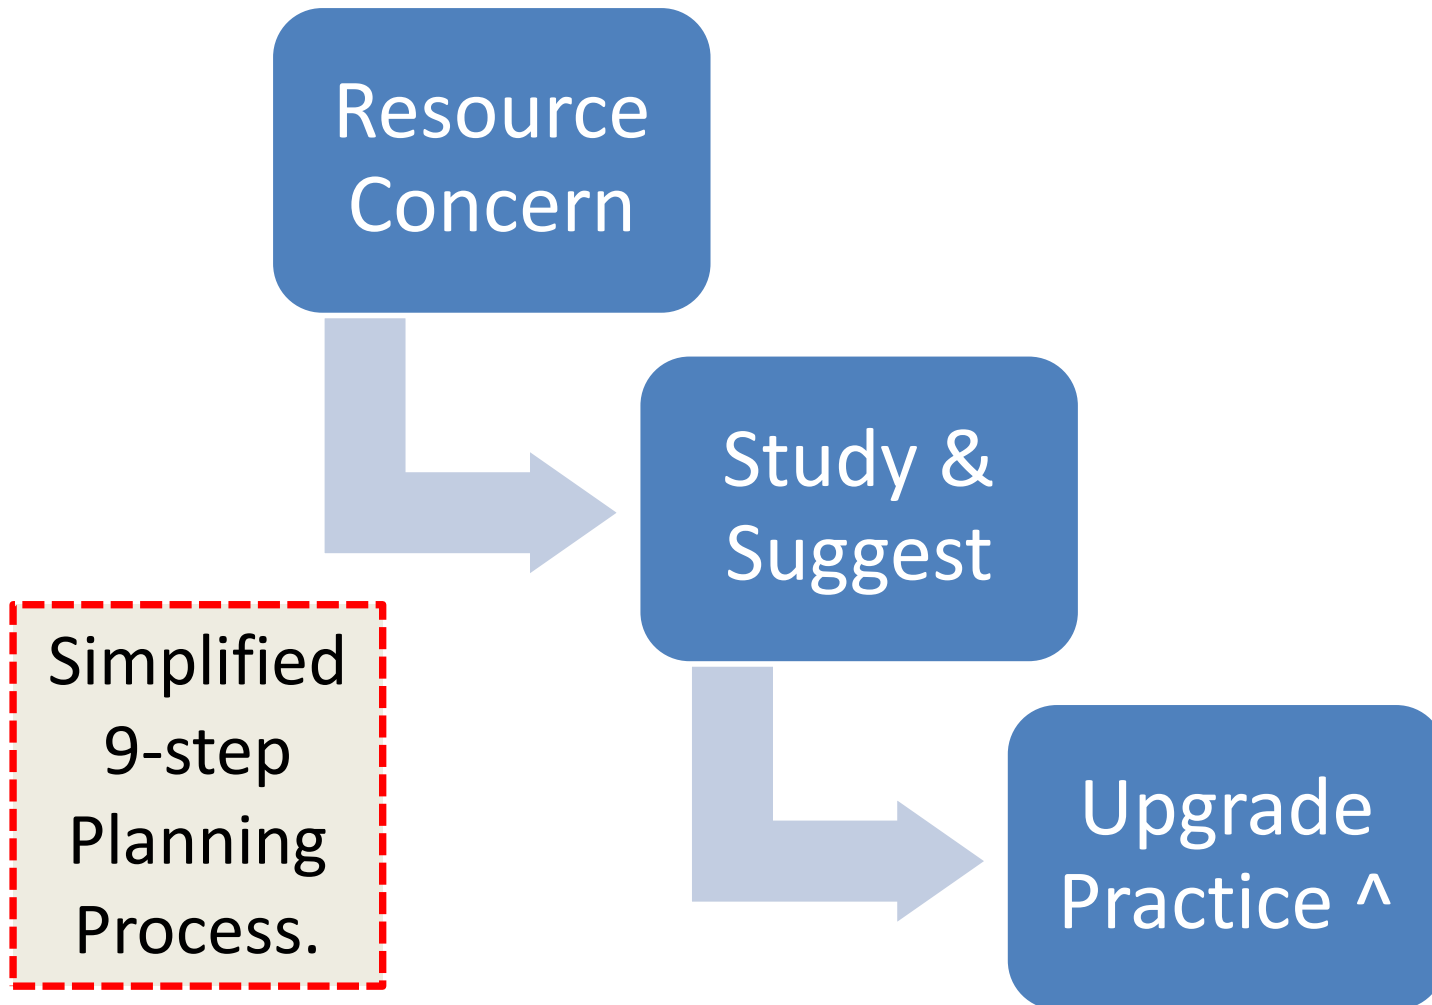 Resource
Concern
Study &
Suggest
Simplified
9-step
Planning
Process.
Upgrade
Practice ^